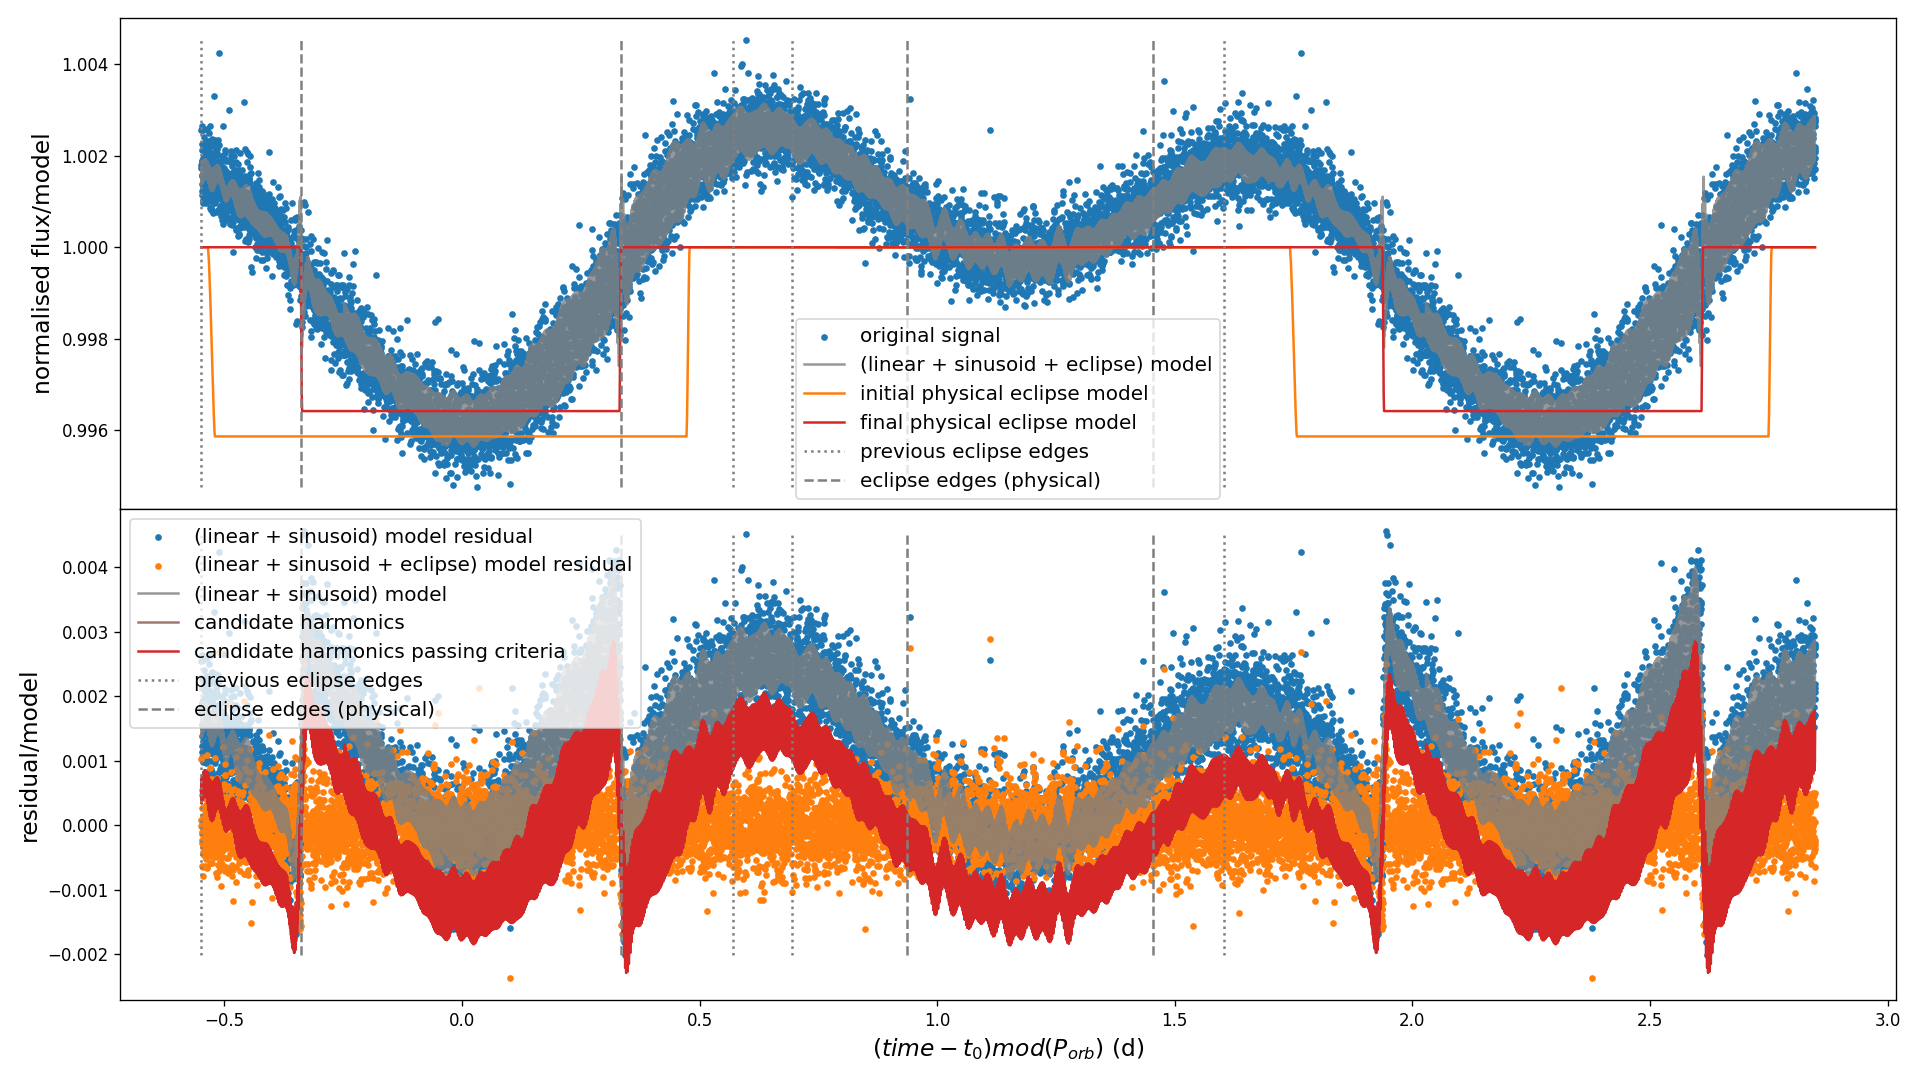 1.004
1.002
1.000
0.998
0.996
normalised flux/model
original signal
(linear + sinusoid + eclipse) model
initial physical eclipse model
final physical eclipse model
previous eclipse edges
eclipse edges (physical)
(linear + sinusoid) model residual
(linear + sinusoid + eclipse) model residual
(linear + sinusoid) model
candidate harmonics
candidate harmonics passing criteria
previous eclipse edges
eclipse edges (physical)
0.004
0.003
0.002
0.001
0.000
−0.001
−0.002
residual/model
−0.5 0.0 0.5 1.0 1.5 2.0 2.5 3.0
(time − t₀)mod(P_{orb}) (d)